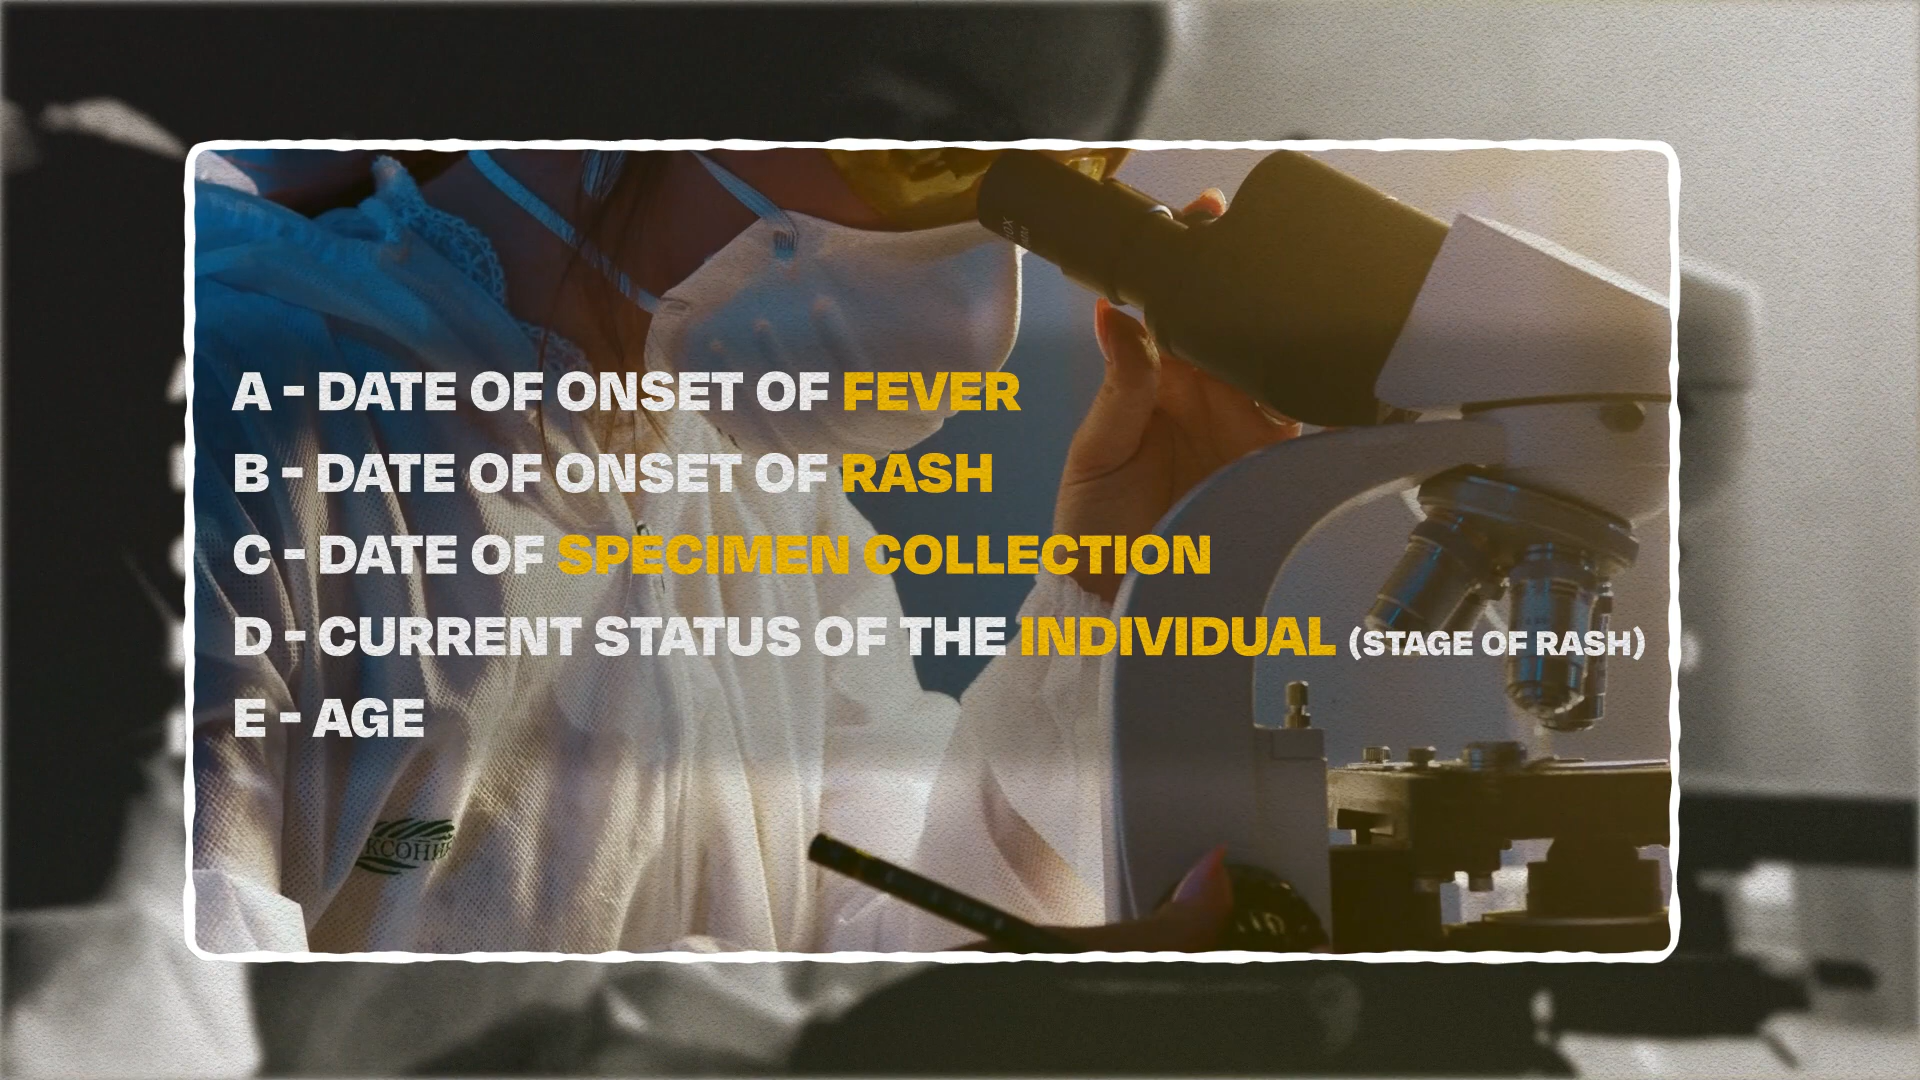 A - DATE OF ONSET OF FEVER
B - DATE OF ONSET OF RASH
C - DATE OF SPECIMEN COLLECTION
D - CURRENT STATUS OF THE INDIVIDUAL (STAGE OF RASH)
E - AGE